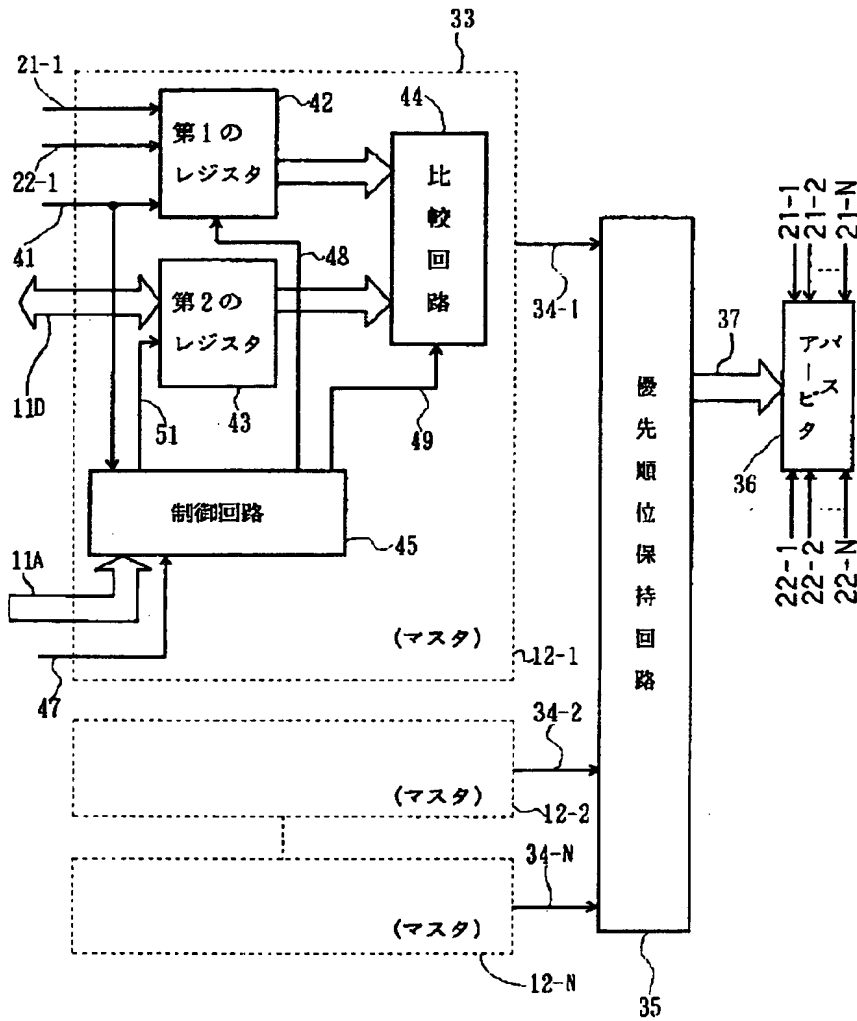 33
21-1
42
44
第1の
レジスタ
22-1
41
48
比較回路
第2の
レジスタ
11D
51
43
49
34-1
制御回路
45
11A
(マスタ)
12-1
47
34-2
(マスタ)
12-2
34-N
(マスタ)
12-N
優先順位保持回路
35
37
21-1
21-2
21-N
バス
アービタ
36
22-1
22-2
22-N